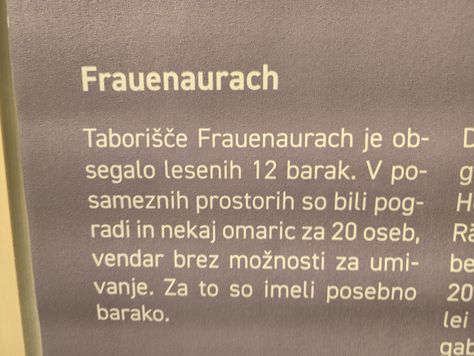 Frauenaurach
Taborišče Frauenaurach je ob-
segalo lesenih 12 barak. V po-
sameznih prostorih so bili pog-
radi in nekaj omaric za 20 oseb,
vendar brez možnosti za umi-
vanje. Za to so imeli posebno
barako.